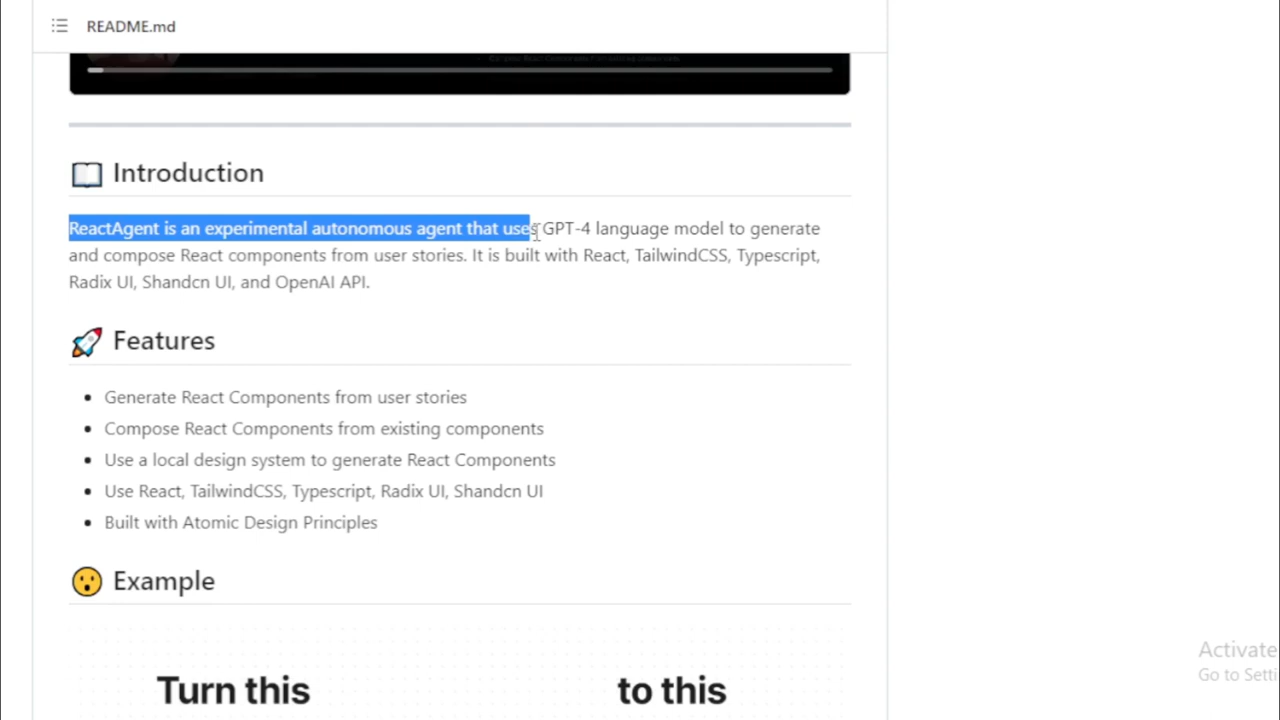 README.md
Introduction
ReactAgent is an experimental autonomous agent that uses GPT-4 language model to generate
and compose React components from user stories. It is built with React, TailwindCSS, Typescript,
Radix UI, Shandcn UI, and OpenAI API.
Features
Generate React Components from user stories
Compose React Components from existing components
Use a local design system to generate React Components
Use React, TailwindCSS, Typescript, Radix UI, Shandcn UI
Built with Atomic Design Principles
Example
Turn this
to this
Activate
Go to Setti